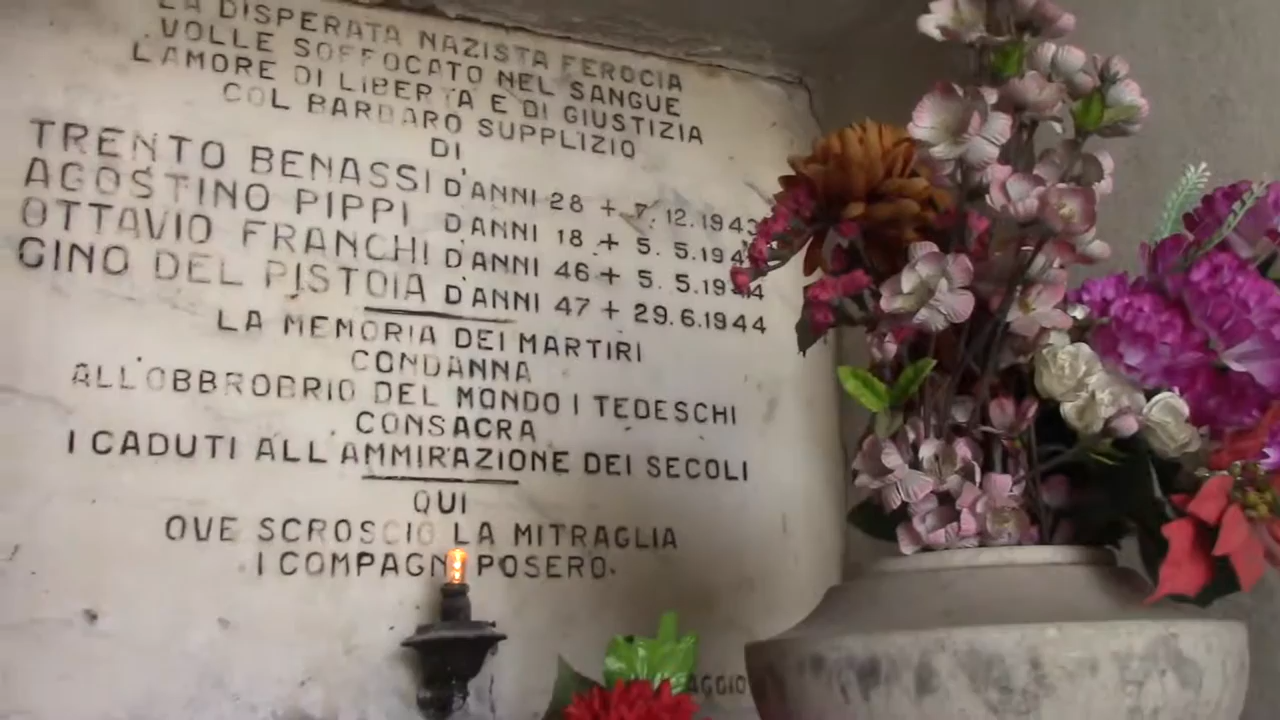 LA DISPERATA NAZISTA FEROCIA
VOLLE SOFFOCATO NEL SANGUE
L'AMORE DI LIBERTA E DI GIUSTIZIA
COL BARBARO SUPPLIZIO
DI
TRENTO BENASSI D'ANNI 28 + 7.12.1943
AGOSTINO PIPPI D'ANNI 18 + 5. 5.1944
OTTAVIO FRANCHI D'ANNI 46 + 5. 5.1944
GINO DEL PISTOIA D'ANNI 47 + 29.6.1944
LA MEMORIA DEI MARTIRI
CONDANNA
ALL'OBBROBRIO DEL MONDO I TEDESCHI
CONSACRA
I CADUTI ALL'AMMIRAZIONE DEI SECOLI
QUI
OVE SCROSCIO LA MITRAGLIA
I COMPAGNI POSERO.